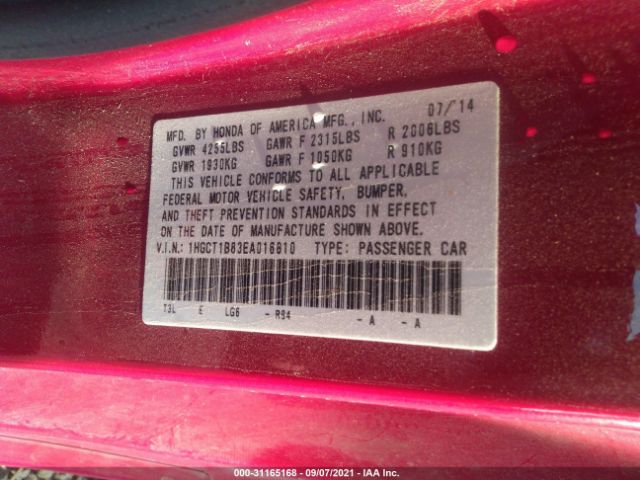 MFD. BY HONDA OF AMERICA MFG., INC. 07/'14
GVWR 4255LBS GAWR F 2315LBS R 2006LBS
GVWR 1930KG GAWR F 1050KG R 910KG
THIS VEHICLE CONFORMS TO ALL APPLICABLE
FEDERAL MOTOR VEHICLE SAFETY, BUMPER,
AND THEFT PREVENTION STANDARDS IN EFFECT
ON THE DATE OF MANUFACTURE SHOWN ABOVE.
V.I.N.: 1HGCT1B83EA016610 TYPE: PASSENGER CAR
T3L E LG6 - R94 - A - A
000-31165168 - 09/07/2021 - IAA Inc.